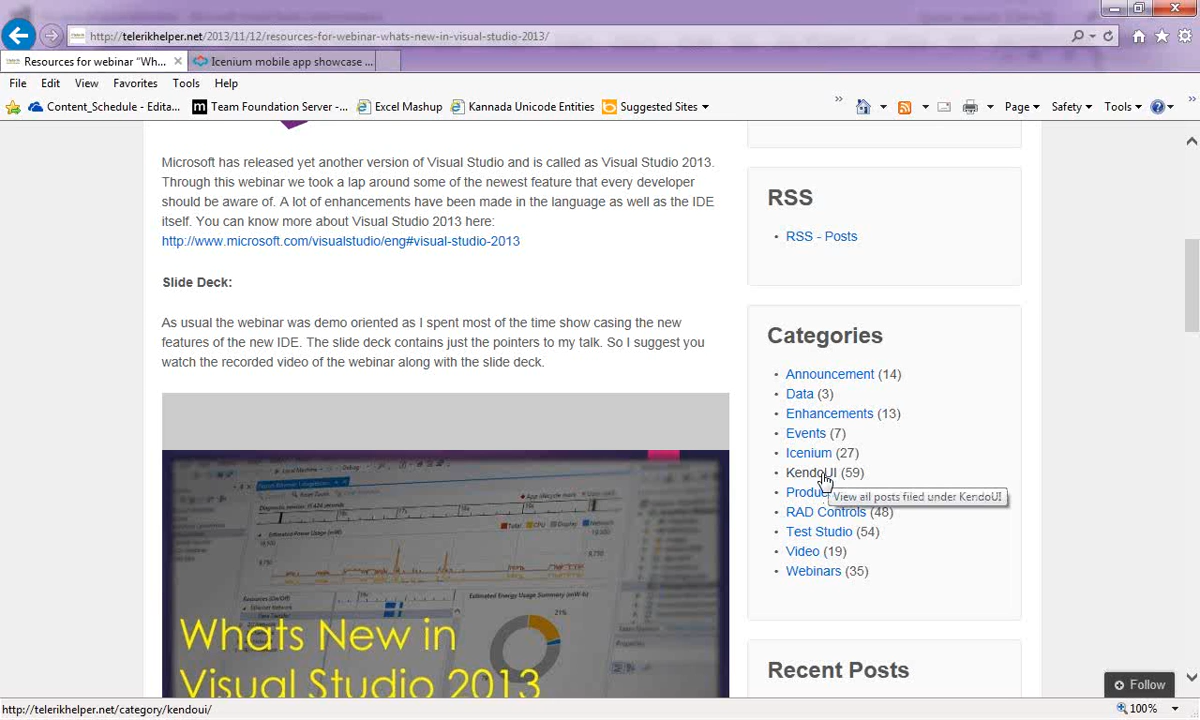 http://telerikhelper.net/2013/11/12/resources-for-webinar-whats-new-in-visual-studio-2013/
Resources for webinar “Wh...
Icenium mobile app showcase ...
File Edit View Favorites Tools Help
Content_Schedule - Edita...
Team Foundation Server -...
Excel Mashup
Kannada Unicode Entities
Suggested Sites
Page
Safety
Tools
Microsoft has released yet another version of Visual Studio and is called as Visual Studio 2013.
Through this webinar we took a lap around some of the newest feature that every developer
should be aware of. A lot of enhancements have been made in the language as well as the IDE
itself. You can know more about Visual Studio 2013 here:
http://www.microsoft.com/visualstudio/eng#visual-studio-2013
Slide Deck:
As usual the webinar was demo oriented as I spent most of the time show casing the new
features of the new IDE. The slide deck contains just the pointers to my talk. So I suggest you
watch the recorded video of the webinar along with the slide deck.
Estimated Energy Usage Summary (mW-h)
21%
Whats New in
Visual Studio 2013
RSS
RSS - Posts
Categories
Announcement (14)
Data (3)
Enhancements (13)
Events (7)
Icenium (27)
KendoUI (59)
View all posts filed under KendoUI
RAD Controls (48)
Test Studio (54)
Video (19)
Webinars (35)
Recent Posts
Follow
http://telerikhelper.net/category/kendoui/
100%